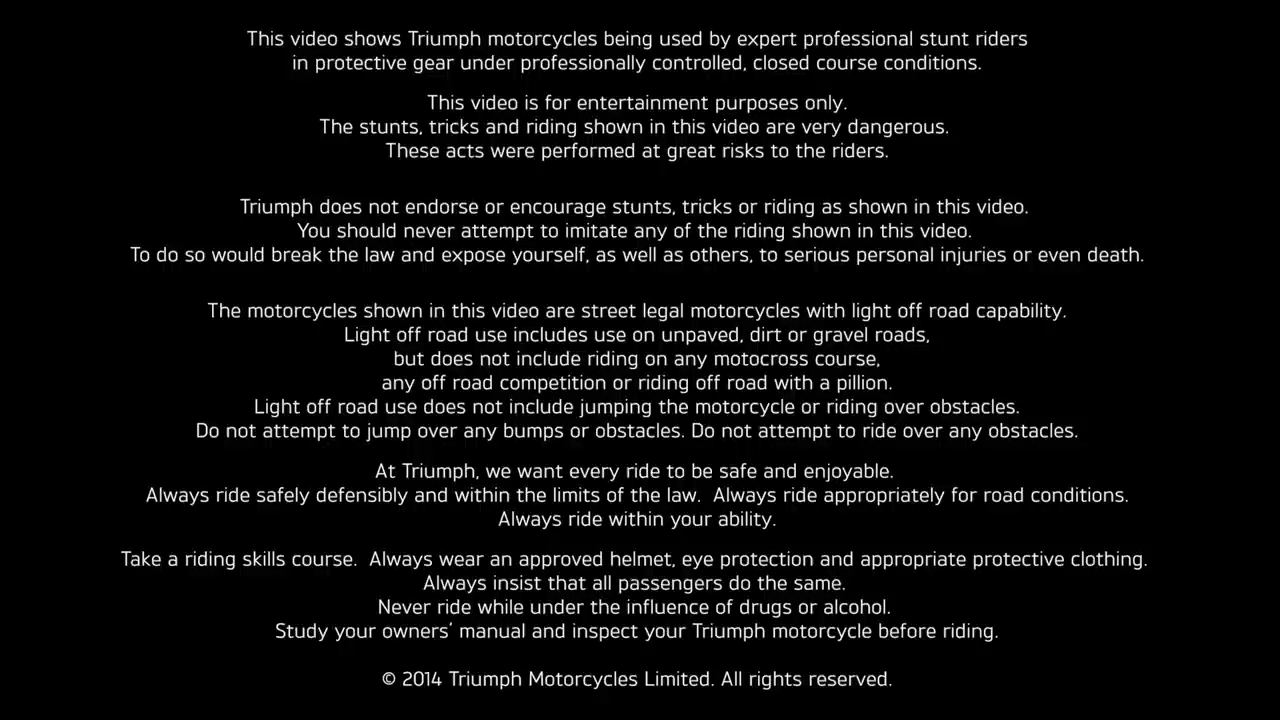 This video shows Triumph motorcycles being used by expert professional stunt riders
in protective gear under professionally controlled, closed course conditions.
This video is for entertainment purposes only.
The stunts, tricks and riding shown in this video are very dangerous.
These acts were performed at great risks to the riders.
Triumph does not endorse or encourage stunts, tricks or riding as shown in this video.
You should never attempt to imitate any of the riding shown in this video.
To do so would break the law and expose yourself, as well as others, to serious personal injuries or even death.
The motorcycles shown in this video are street legal motorcycles with light off road capability.
Light off road use includes use on unpaved, dirt or gravel roads,
but does not include riding on any motocross course,
any off road competition or riding off road with a pillion.
Light off road use does not include jumping the motorcycle or riding over obstacles.
Do not attempt to jump over any bumps or obstacles. Do not attempt to ride over any obstacles.
At Triumph, we want every ride to be safe and enjoyable.
Always ride safely defensibly and within the limits of the law.  Always ride appropriately for road conditions.
Always ride within your ability.
Take a riding skills course.  Always wear an approved helmet, eye protection and appropriate protective clothing.
Always insist that all passengers do the same.
Never ride while under the influence of drugs or alcohol.
Study your owners' manual and inspect your Triumph motorcycle before riding.
© 2014 Triumph Motorcycles Limited. All rights reserved.